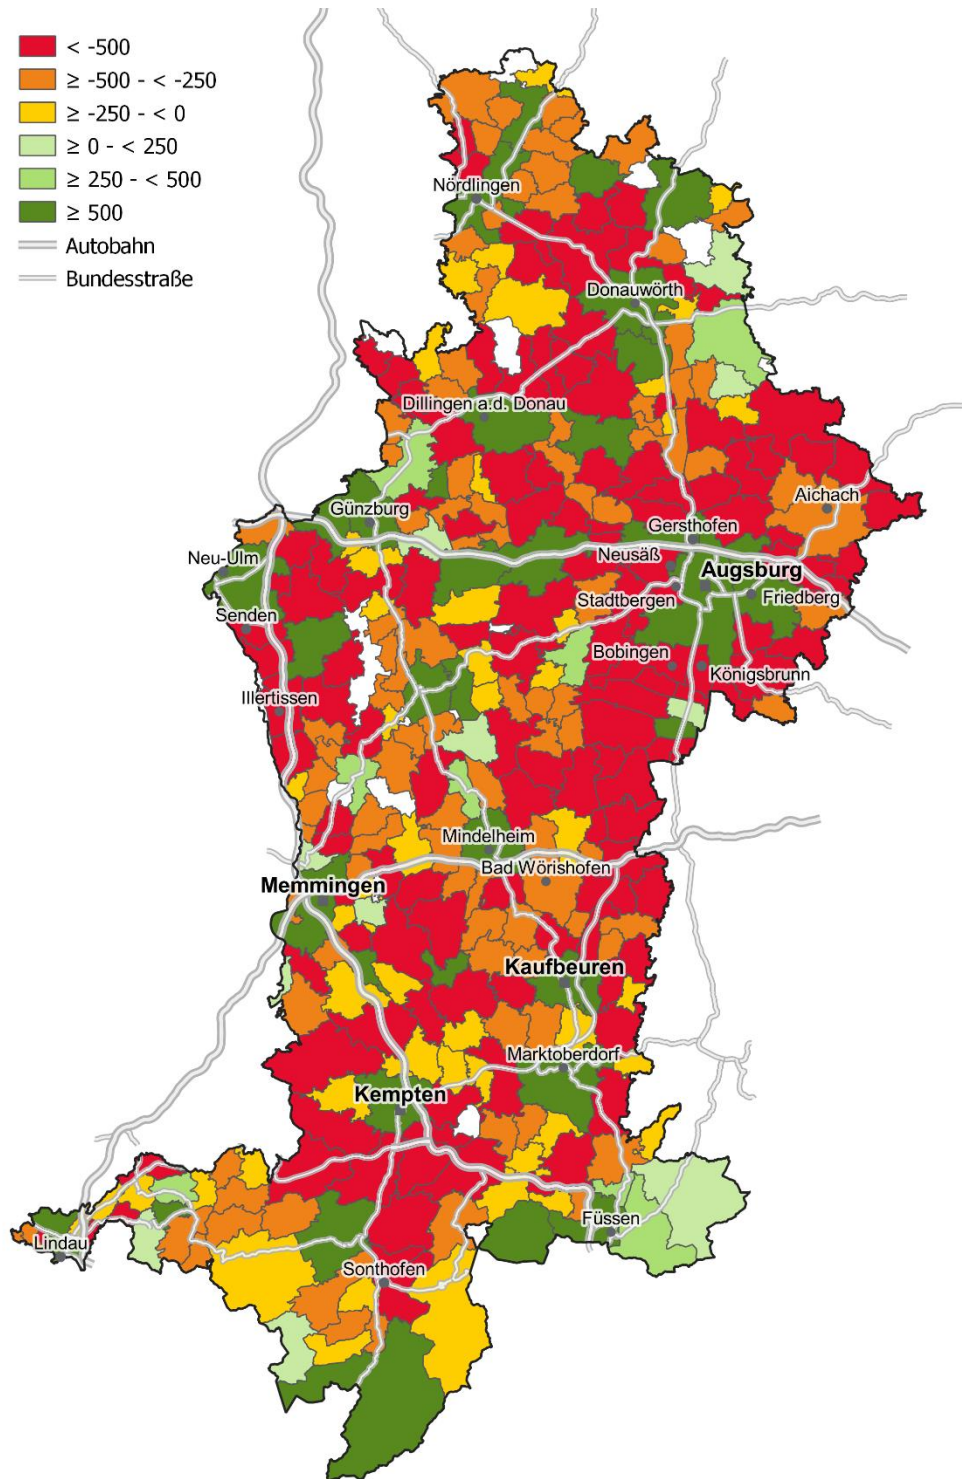 < -500
≥ -500 - < -250
≥ -250 - < 0
≥ 0 - < 250
≥ 250 - < 500
≥ 500
Autobahn
Bundesstraße
Nördlingen
Donauwörth
Dillingen a.d. Donau
Aichach
Günzburg
Gersthofen
Neu-Ulm
Neusäß
Augsburg
Stadtbergen
Friedberg
Senden
Bobingen
Königsbrunn
Illertissen
Mindelheim
Bad Wörishofen
Memmingen
Kaufbeuren
Marktoberdorf
Kempten
Füssen
Lindau
Sonthofen